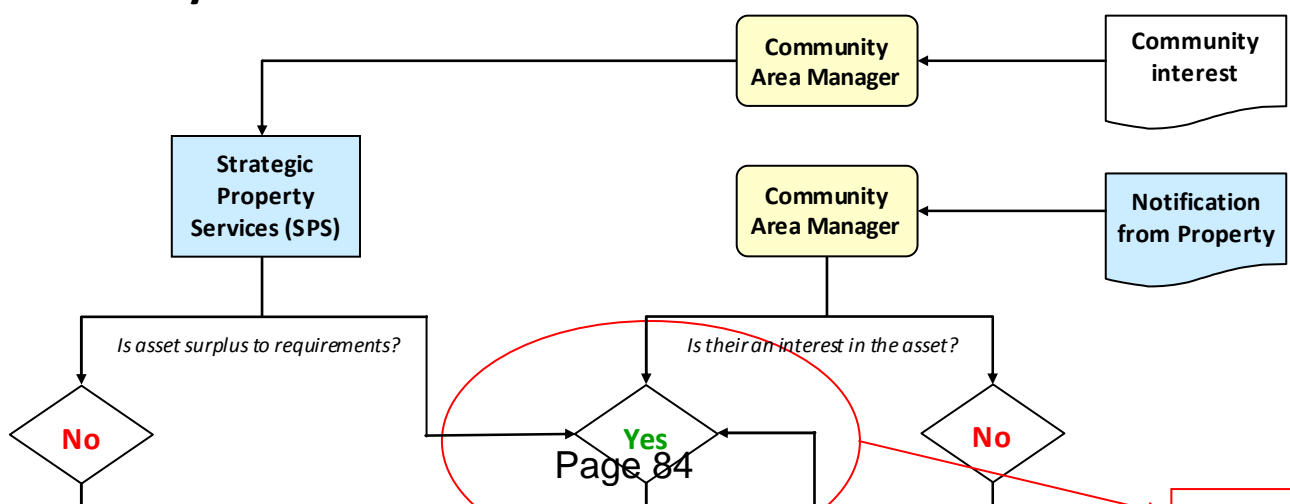 Community
Area Manager
Community
interest
Strategic
Property
Services (SPS)
Community
Area Manager
Notification
from Property
Is asset surplus to requirements?
Is their an interest in the asset?
No
Yes
No
Page 84